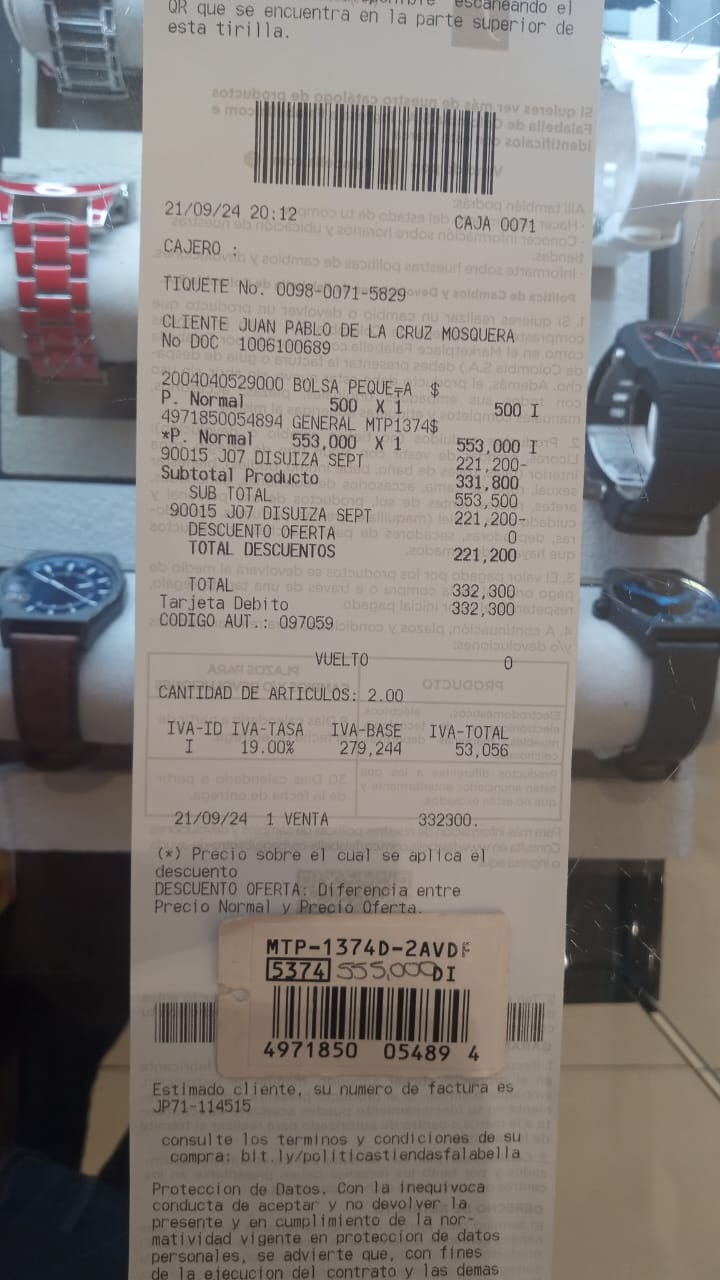 escaneando el
QR que se encuentra en la parte superior de
esta tirilla.
21/09/24 20:12 CAJA 0071
CAJERO :
TIQUETE No. 0098-0071-5829
CLIENTE JUAN PABLO DE LA CRUZ MOSQUERA
No DOC 1006100689
2004040529000 BOLSA PEQUE¬A $
P. Normal 500 X 1 500 I
4971850054894 GENERAL MTP1374$
*P. Normal 553,000 X 1 553,000 I
90015 J07 DISUIZA SEPT 221,200-
Subtotal Producto 331,800
SUB TOTAL 553,500
90015 J07 DISUIZA SEPT 221,200-
DESCUENTO OFERTA 0
TOTAL DESCUENTOS 221,200
TOTAL 332,300
Tarjeta Debito 332,300
CODIGO AUT.: 097059
VUELTO 0
CANTIDAD DE ARTICULOS: 2.00
IVA-ID IVA-TASA IVA-BASE IVA-TOTAL
I 19.00% 279,244 53,056
21/09/24 1 VENTA 332300.
(*) Precio sobre el cual se aplica el
descuento
DESCUENTO OFERTA: Diferencia entre
Precio Normal y Precio Oferta.
MTP-1374D-2AVDF
5374 555,000 DI
4971850 05489 4
Estimado cliente, su numero de factura es
JP71-114515
consulte los terminos y condiciones de su
compra: bit.ly/politicastiendasfalabella
Proteccion de Datos. Con la inequivoca
conducta de aceptar y no devolver la
presente y en cumplimiento de la nor-
matividad vigente en proteccion de datos
personales, se advierte que, con fines
de la ejecucion del contrato y las demas